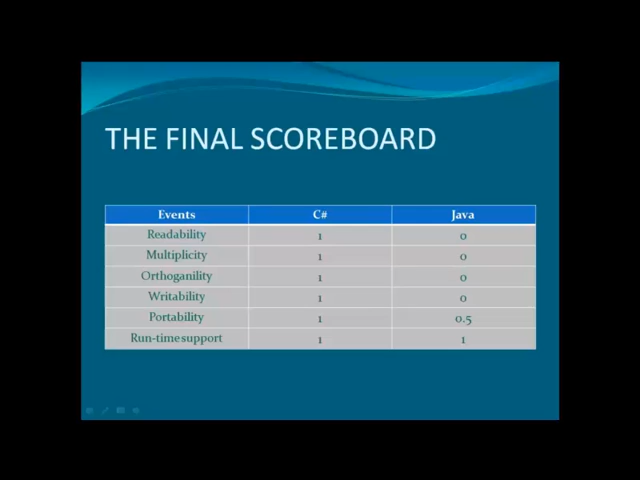 THE FINAL SCOREBOARD
Events C# Java
Readability 1 0
Multiplicity 1 0
Orthoganility 1 0
Writability 1 0
Portability 1 0.5
Run-time support 1 1